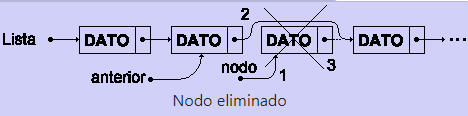 2
Lista DATO DATO DATO DATO ...
nodo 3
anterior 1
Nodo eliminado